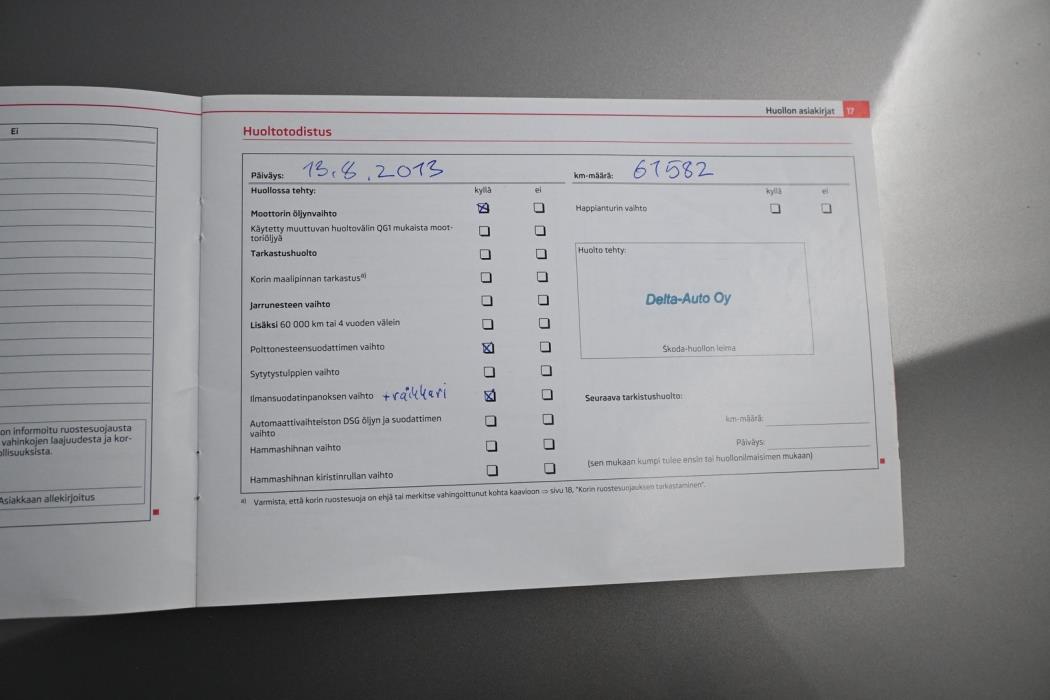 Ei
on informoitu ruostesuojausta
vahinkojen laajuudesta ja kor-
llisuuksista.
Asiakkaan allekirjoitus
Huollon asiakirjat 17
Huoltotodistus
Päiväys: 13.8.2013 km-määrä: 61582
Huollossa tehty: kyllä ei kyllä ei
Moottorin öljynvaihto
Happianturin vaihto
Käytetty muuttuvan huoltovälin QG1 mukaista moot-
toriöljyä
Tarkastushuolto
Huolto tehty:
Korin maalipinnan tarkastus a)
Delta-Auto Oy
Jarrunesteen vaihto
Lisäksi 60 000 km tai 4 vuoden välein
Polttonesteensuodattimen vaihto
Škoda-huollon leima
Sytytystulppien vaihto
Ilmansuodatinpanoksen vaihto + raikkari
Seuraava tarkistushuolto:
Automaattivaihteiston DSG öljyn ja suodattimen
vaihto
km-määrä:
Hammashihnan vaihto
Päiväys:
(sen mukaan kumpi tulee ensin tai huollonilmaisimen mukaan)
Hammashihnan kiristinrullan vaihto
a) Varmista, että korin ruostesuoja on ehjä tai merkitse vahingoittunut kohta kaavioon ⇒ sivu 18, "Korin ruostesuojauksen tarkastaminen".